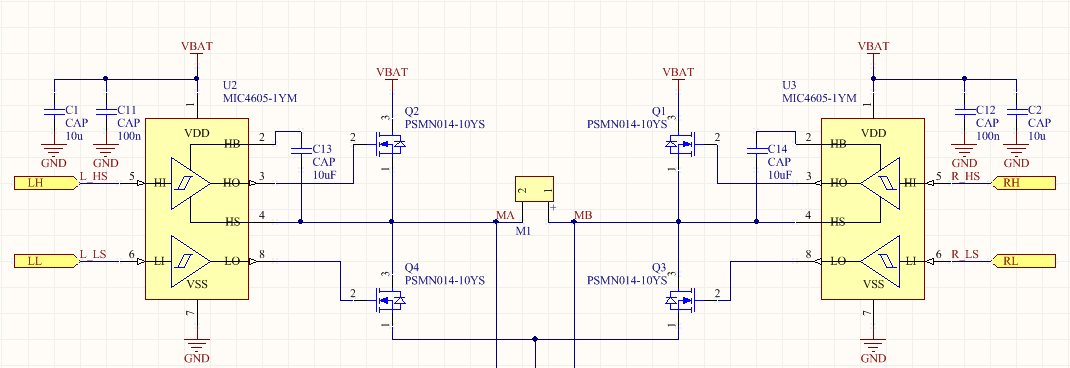 VBAT
VBAT
VBAT
VBAT
U2
MIC4605-1YM
U3
MIC4605-1YM
C1
CAP
10u
C11
CAP
100n
GND
GND
1
VDD
HB
2
HI
HO
3
HS
4
LI
LO
8
VSS
7
GND
LH
L_HS
5
LL
L_LS
6
C13
CAP
10uF
Q2
PSMN014-10YS
3
2
1
Q4
PSMN014-10YS
3
2
1
MA
2
1
+
M1
MB
Q1
PSMN014-10YS
3
2
1
Q3
PSMN014-10YS
3
2
1
C14
CAP
10uF
1
VDD
2
HB
3
HO
HI
4
HS
8
LO
LI
VSS
7
GND
5
R_HS
RH
6
R_LS
RL
C12
CAP
100n
C2
CAP
10u
GND
GND